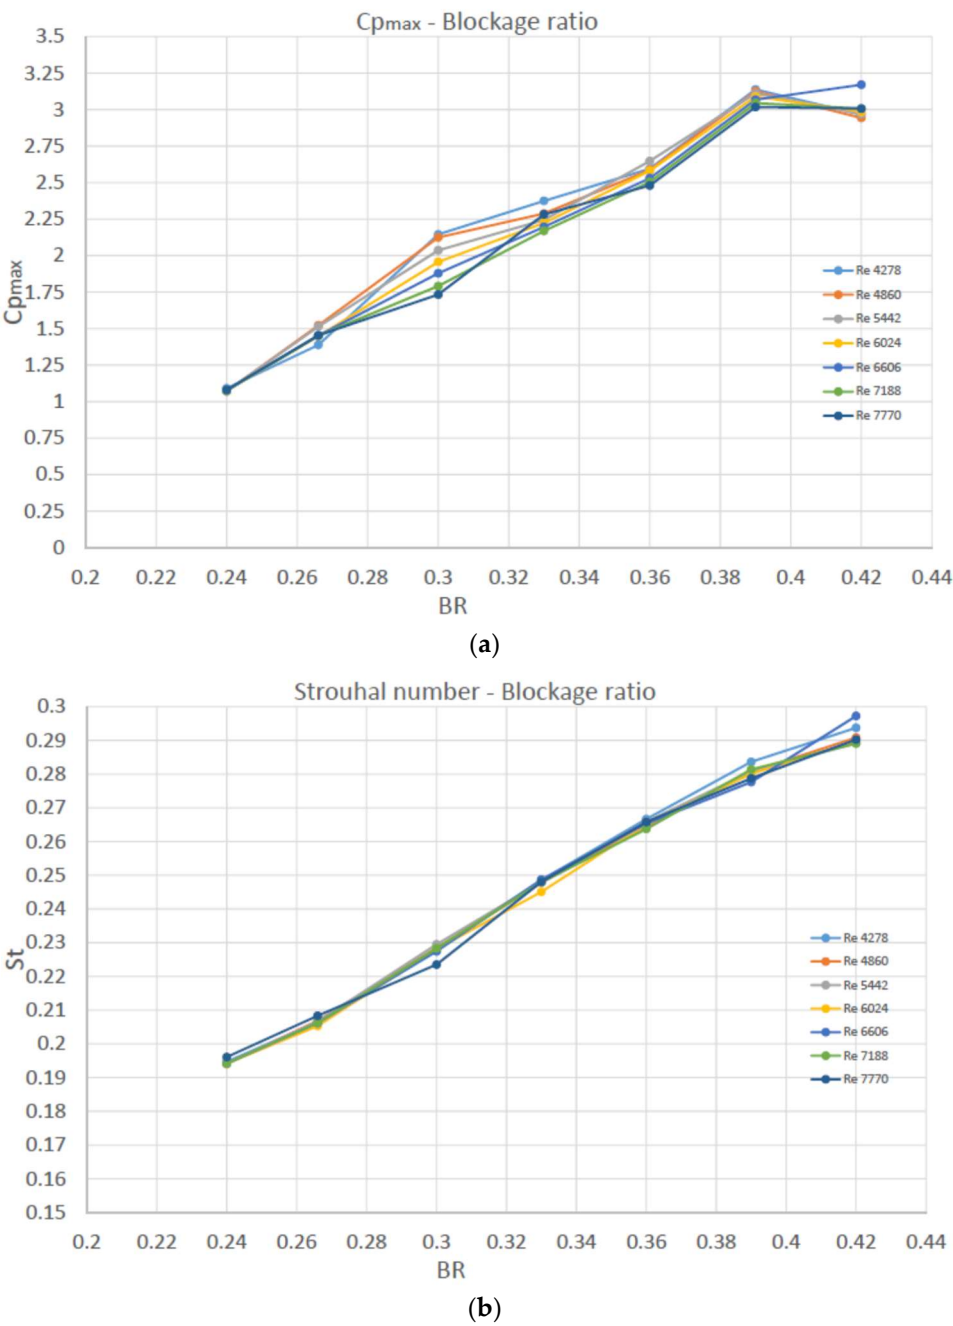 Cpmax - Blockage ratio
3.5
3.25
3
2.75
2.5
2.25
2
1.75
1.5
1.25
1
0.75
0.5
0.25
0
Cpmax
Re 4278
Re 4860
Re 5442
Re 6024
Re 6606
Re 7188
Re 7770
0.2 0.22 0.24 0.26 0.28 0.3 0.32 0.34 0.36 0.38 0.4 0.42 0.44
BR
(a)
Strouhal number - Blockage ratio
0.3
0.29
0.28
0.27
0.26
0.25
0.24
0.23
0.22
0.21
0.2
0.19
0.18
0.17
0.16
0.15
St
Re 4278
Re 4860
Re 5442
Re 6024
Re 6606
Re 7188
Re 7770
0.2 0.22 0.24 0.26 0.28 0.3 0.32 0.34 0.36 0.38 0.4 0.42 0.44
BR
(b)